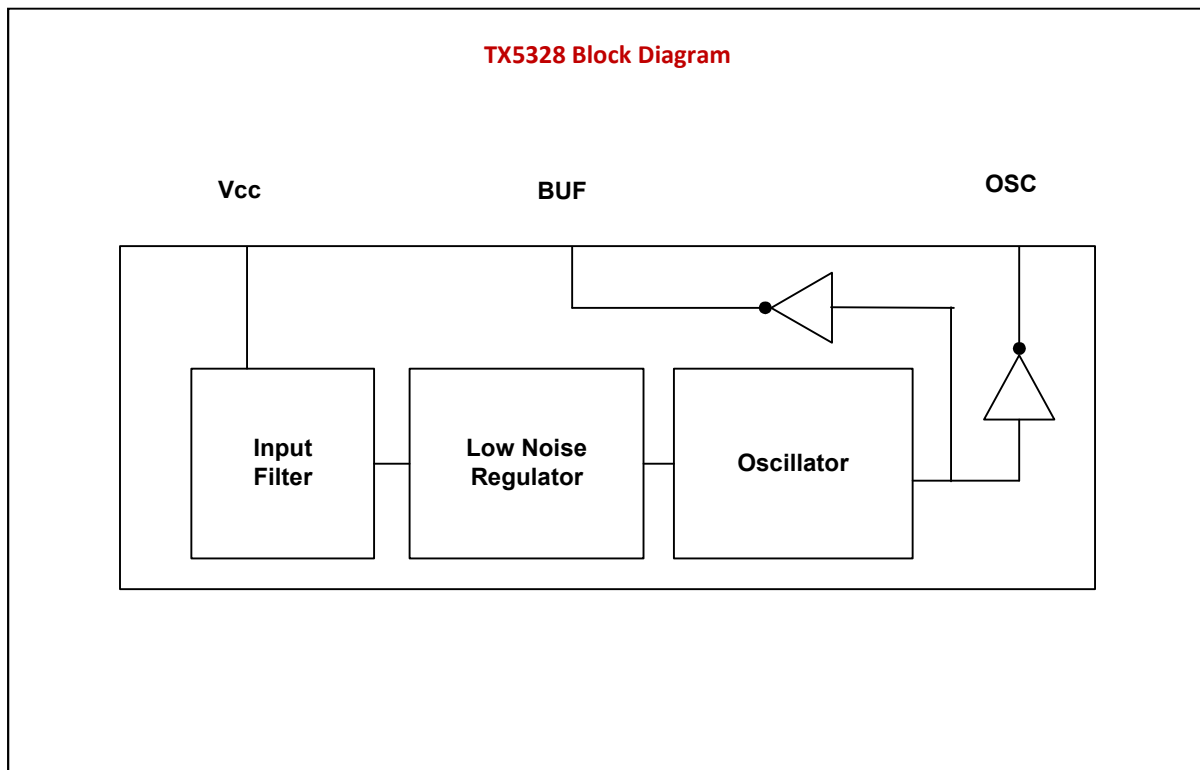 TX5328 Block Diagram
Vcc
BUF
OSC
Input
Filter
Low Noise
Regulator
Oscillator